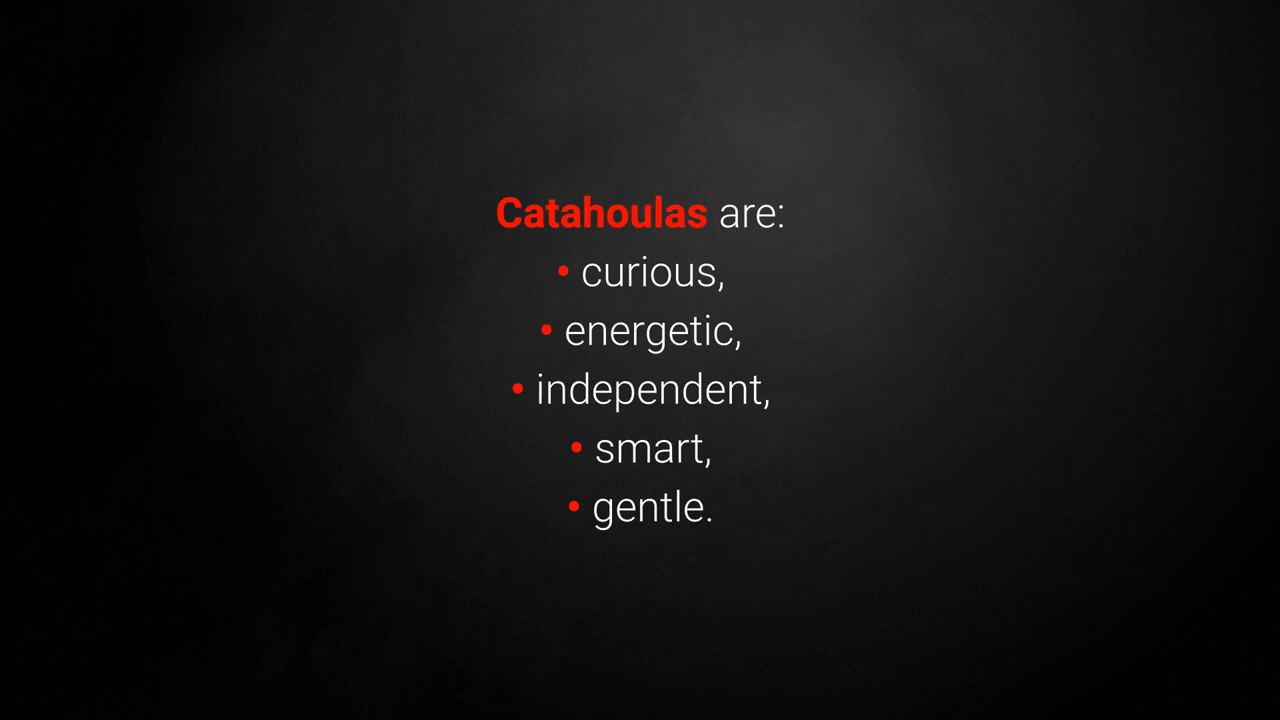 Catahoulas are:
• curious,
• energetic,
• independent,
• smart,
• gentle.